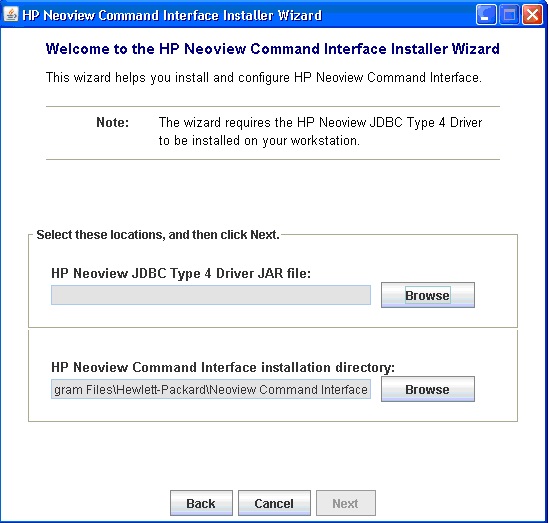 HP Neoview Command Interface Installer Wizard
Welcome to the HP Neoview Command Interface Installer Wizard
This wizard helps you install and configure HP Neoview Command Interface.
Note: The wizard requires the HP Neoview JDBC Type 4 Driver
to be installed on your workstation.
Select these locations, and then click Next.
HP Neoview JDBC Type 4 Driver JAR file:
Browse
HP Neoview Command Interface installation directory:
gram Files\Hewlett-Packard\Neoview Command Interface Browse
Back Cancel Next